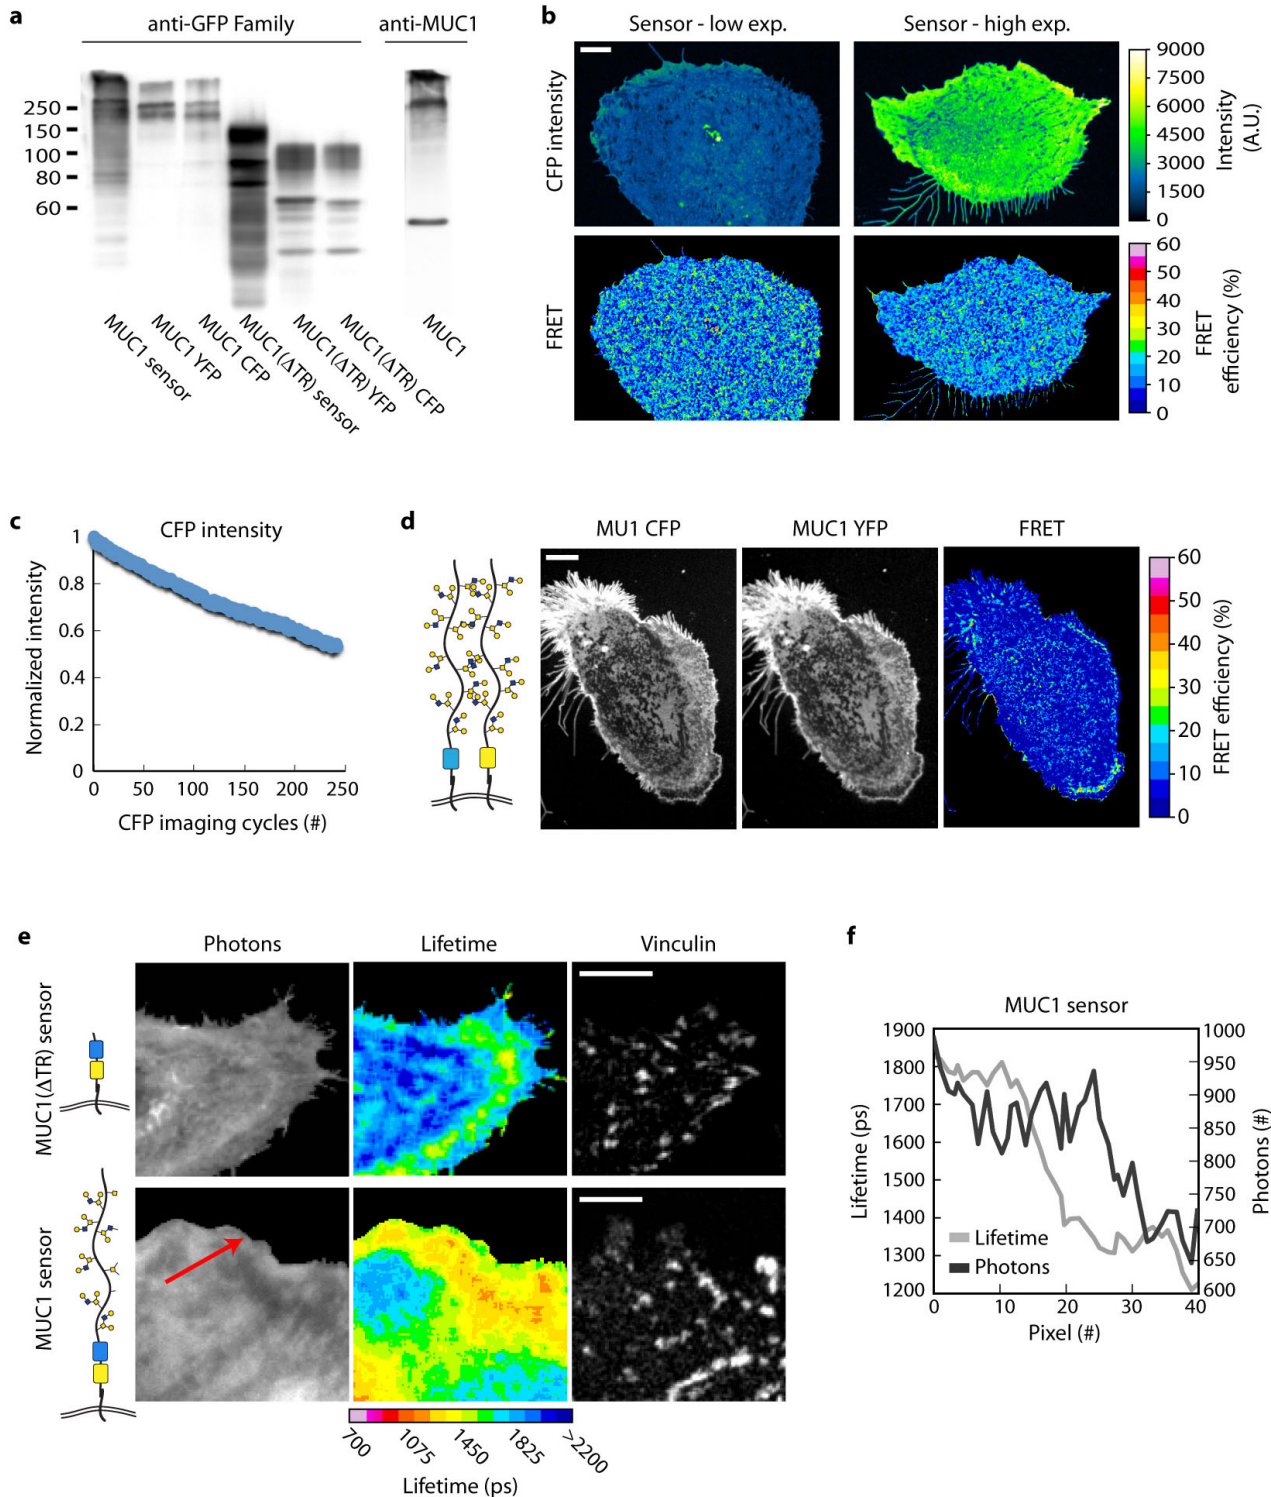 a
anti-GFP Family
anti-MUC1
250
150
100
80
60
MUC1 sensor
MUC1 YFP
MUC1 CFP
MUC1(ΔTR) sensor
MUC1(ΔTR) YFP
MUC1(ΔTR) CFP
MUC1
b
Sensor - low exp.
Sensor - high exp.
CFP intensity
FRET
9000
7500
6000
4500
3000
1500
0
Intensity
(A.U.)
60
50
40
30
20
10
0
FRET
efficiency (%)
c
CFP intensity
1
0.8
0.6
0.4
0.2
0
Normalized intensity
0 50 100 150 200 250
CFP imaging cycles (#)
d
MU1 CFP
MUC1 YFP
FRET
60
50
40
30
20
10
0
FRET efficiency (%)
e
Photons
Lifetime
Vinculin
MUC1(ΔTR) sensor
MUC1 sensor
700 1075 1450 1825 >2200
Lifetime (ps)
f
MUC1 sensor
1900
1800
1700
1600
1500
1400
1300
1200
Lifetime (ps)
1000
950
900
850
800
750
700
650
600
Photons (#)
Lifetime
Photons
0 10 20 30 40
Pixel (#)